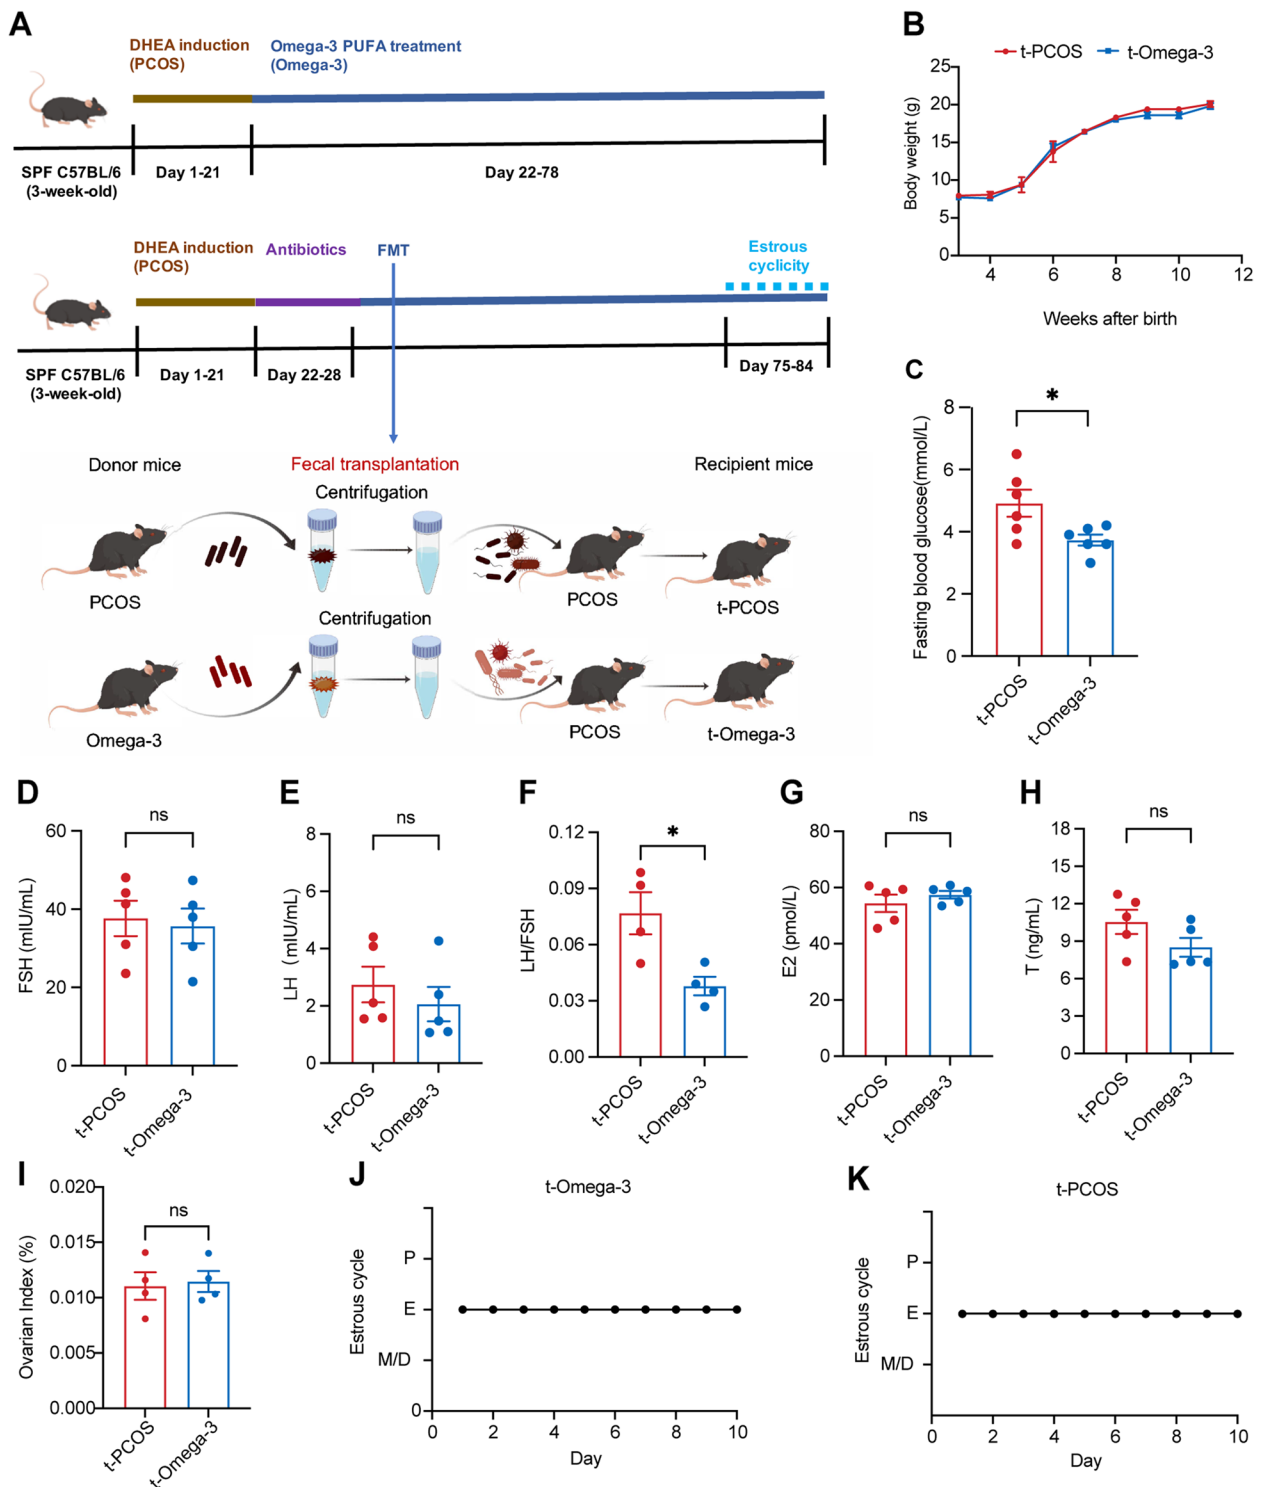 A
DHEA induction
(PCOS)
Omega-3 PUFA treatment
(Omega-3)
SPF C57BL/6
(3-week-old)
Day 1-21
Day 22-78
DHEA induction
(PCOS)
Antibiotics
FMT
Estrous
cyclicity
SPF C57BL/6
(3-week-old)
Day 1-21
Day 22-28
Day 75-84
Donor mice
Fecal transplantation
Recipient mice
Centrifugation
PCOS
PCOS
t-PCOS
Centrifugation
Omega-3
PCOS
t-Omega-3
B
t-PCOS
t-Omega-3
Body weight (g)
25
20
15
10
5
0
4
6
8
10
12
Weeks after birth
C
Fasting blood glucose(mmol/L)
8
6
4
2
0
*
t-PCOS
t-Omega-3
D
FSH (mIU/mL)
60
40
20
0
ns
t-PCOS
t-Omega-3
E
LH (mIU/mL)
8
6
4
2
0
ns
t-PCOS
t-Omega-3
F
LH/FSH
0.12
0.09
0.06
0.03
0.00
*
t-PCOS
t-Omega-3
G
E2 (pmol/L)
80
60
40
20
0
ns
t-PCOS
t-Omega-3
H
T (ng/mL)
18
15
12
9
6
3
0
ns
t-PCOS
t-Omega-3
I
Ovarian Index (%)
0.020
0.015
0.010
0.005
0.000
ns
t-PCOS
t-Omega-3
J
t-Omega-3
Estrous cycle
P
E
M/D
0
0
2
4
6
8
10
Day
K
t-PCOS
Estrous cycle
P
E
M/D
0
2
4
6
8
10
Day